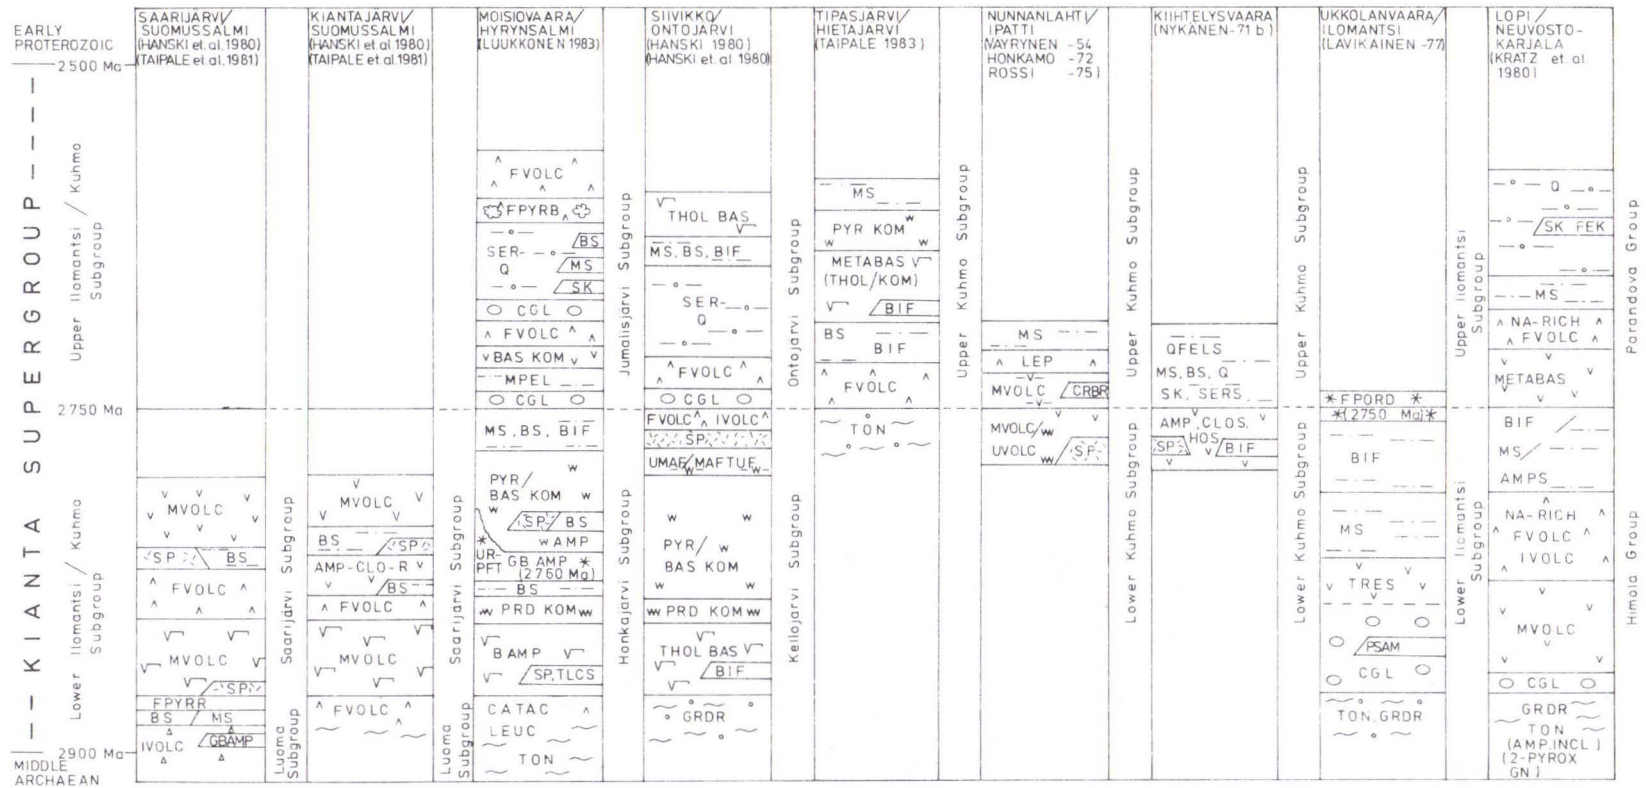 EARLY
PROTEROZOIC
2500 Ma
2750 Ma
2900 Ma
MIDDLE
ARCHAEAN
KIANTA SUPERGROUP
Upper Ilomantsi / Kuhmo
Subgroup
Lower Ilomantsi / Kuhmo
Subgroup
SAARIJÄRVI/
SUOMUSSALMI
(HANSKI et.al.1980)
(TAIPALE et al.1981)
MVOLC
SP
BS
FVOLC
MVOLC
SP
FPYRR
BS / MS
IVOLC
GBAMP
Saarijärvi Subgroup
Luoma
Subgroup
KIANTAJÄRVI/
SUOMUSSALMI
(HANSKI et.al.1980)
(TAIPALE et.al.1981)
MVOLC
BS
SP
AMP-CLO-R
BS
FVOLC
MVOLC
FVOLC
Saarijärvi Subgroup
Luoma
Subgroup
MOISIOVAARA/
HYRYNSALMI
(LUUKKONEN 1983)
FVOLC
FPYRB
BS
SER-
Q
MS
SK
CGL
FVOLC
BAS KOM
MPEL
CGL
MS, BS, BIF
PYR/
BAS KOM
SP / BS
AMP
UR-
PFT
GB AMP
(2760 Ma)
BS
PRD KOM
BAMP
SP,TLCS
CATAC
LEUC
TON
Jumalisjärvi Subgroup
Honkajärvi Subgroup
SIIVIKKO/
ONTOJÄRVI
(HANSKI 1980)
(HANSKI et.al 1980)
THOL BAS
MS, BS, BIF
SER-
Q
FVOLC
CGL
FVOLC IVOLC
SP
UMAF/MAFTUF
PYR/
BAS KOM
PRD KOM
THOL BAS
BIF
GRDR
Ontojärvi Subgroup
Keilojärvi Subgroup
TIPASJÄRVI/
HIETAJÄRVI
(TAIPALE 1983)
MS
PYR KOM
METABAS
(THOL/KOM)
BIF
BS
BIF
FVOLC
TON
Upper Kuhmo Subgroup
NUNNANLAHTI/
IPATTI
(VÄYRYNEN -54
HONKAMO -72
ROSSI -75)
MS
LEP
MVOLC
CRBR
MVOLC/
UVOLC
SP
Upper Kuhmo Subgroup
Lower Kuhmo Subgroup
KIIHTELYSVAARA
(NYKÄNEN-71 b)
QFELS
MS, BS, Q
SK, SERS
AMP, CLOS,
HOS
SP
BIF
Upper Kuhmo Subgroup
Lower Kuhmo Subgroup
UKKOLANVAARA/
ILOMANTSI
(LAVIKAINEN -77)
FPORD
(2750 Ma)
BIF
MS
TRES
PSAM
CGL
TON, GRDR
Upper Ilomantsi
Subgroup
Lower Ilomantsi
Subgroup
LOPI/
NEUVOSTO-
KARJALA
(KRATZ et.al.
1980)
Q
SK FEK
MS
NA-RICH
FVOLC
METABAS
BIF
MS/
AMPS
NA-RICH
FVOLC
IVOLC
MVOLC
CGL
GRDR
TON
(AMP.INCL)
(2-PYROX
GN)
Parandova Group
Himola Group